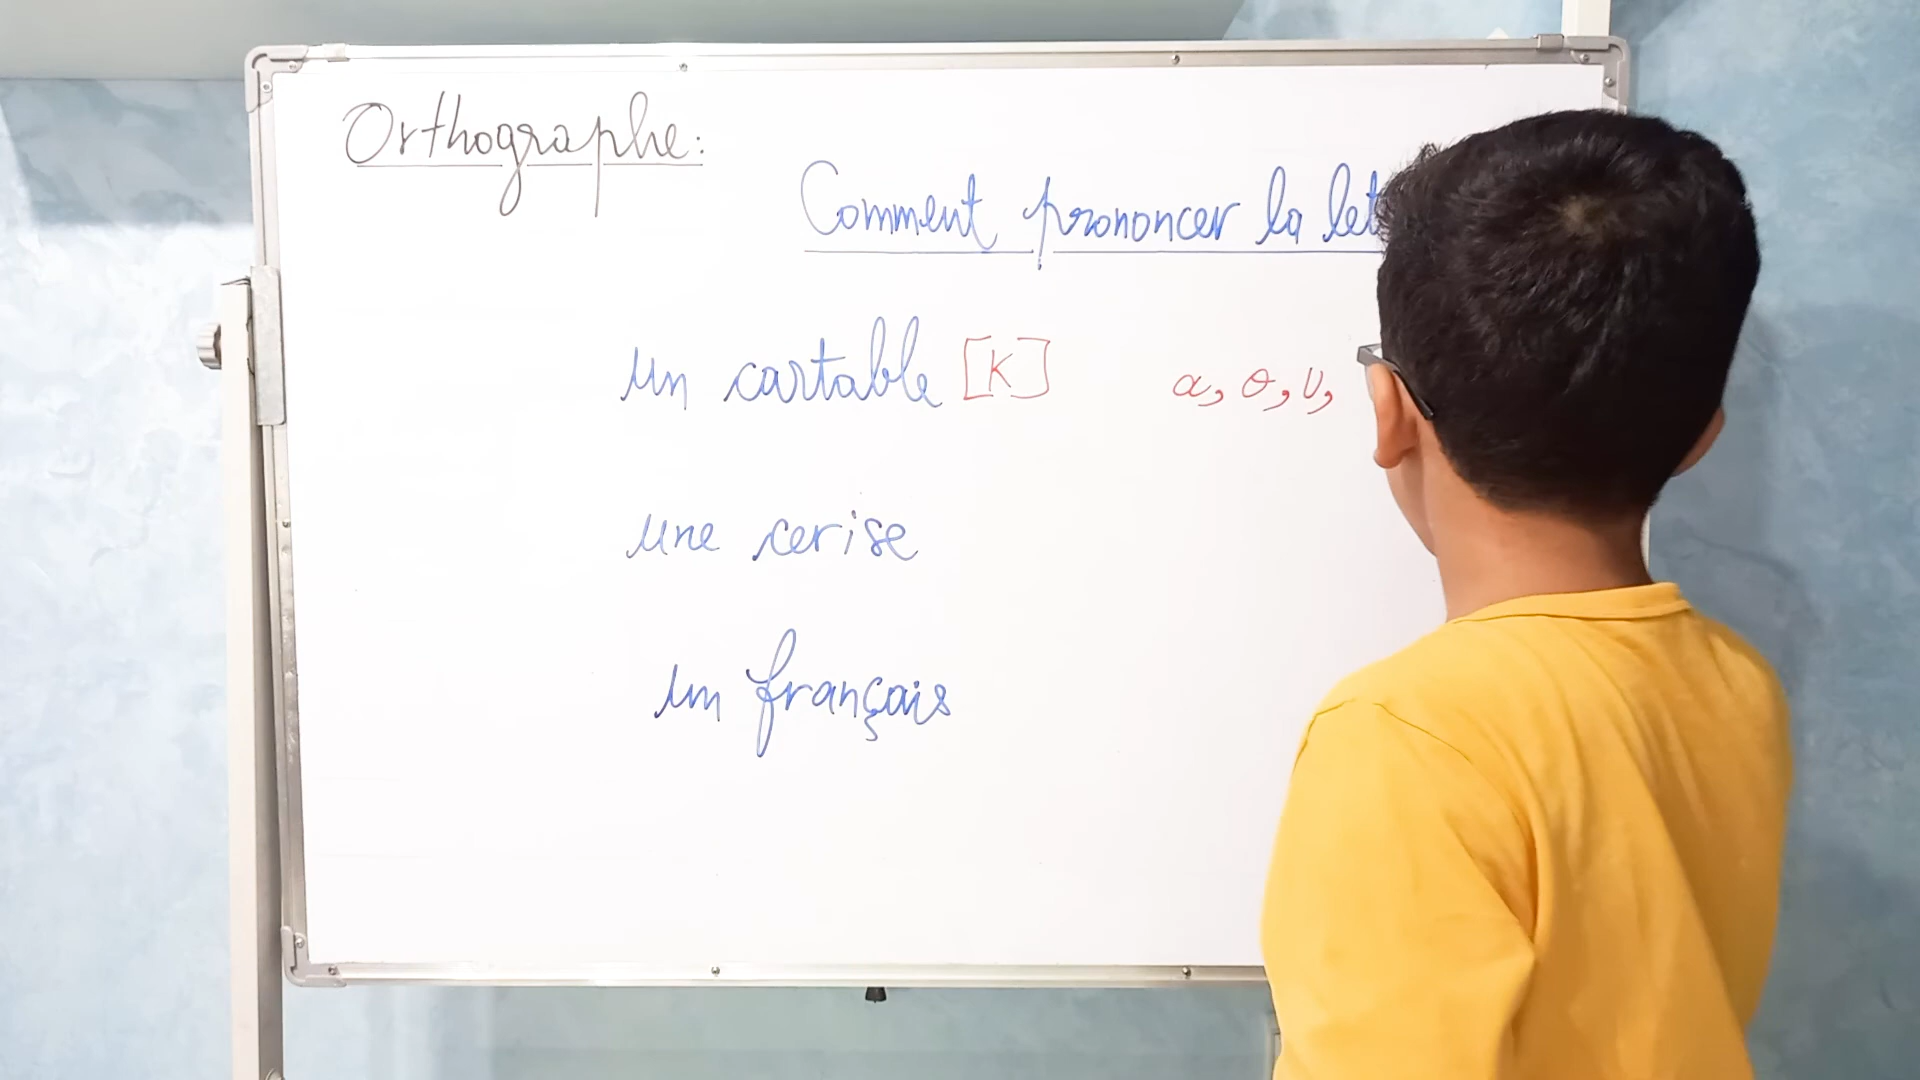 Orthographe:
Comment prononcer la let
un cartable [K] a, o, u,
une cerise
un français